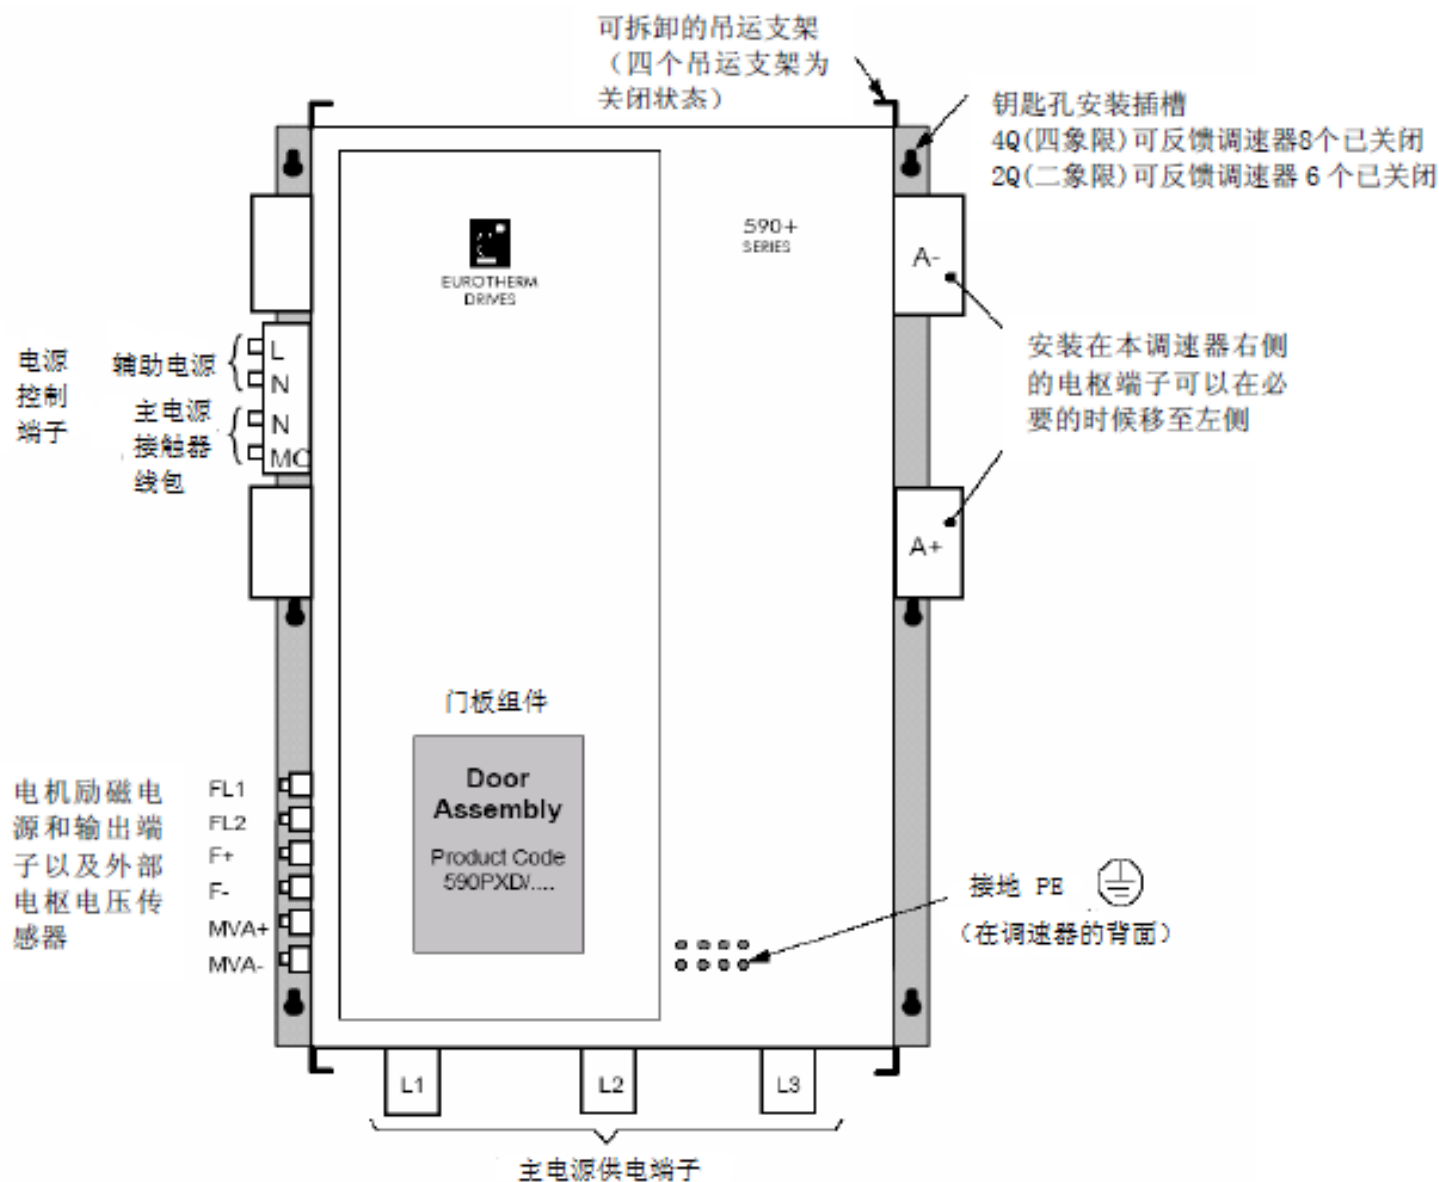 可拆卸的吊运支架
（四个吊运支架为
关闭状态）
钥匙孔安装插槽
4Q(四象限)可反馈调速器8个已关闭
2Q(二象限)可反馈调速器 6 个已关闭
590+
SERIES
EUROTHERM
DRIVES
A-
电源
控制
端子
辅助电源
L
N
主电源
接触器
线包
N
MC
安装在本调速器右侧
的电枢端子可以在必
要的时候移至左侧
A+
门板组件
Door
Assembly
Product Code
590PXD/....
电机励磁电
源和输出端
子以及外部
电枢电压传
感器
FL1
FL2
F+
F-
MVA+
MVA-
接地 PE
（在调速器的背面）
L1
L2
L3
主电源供电端子